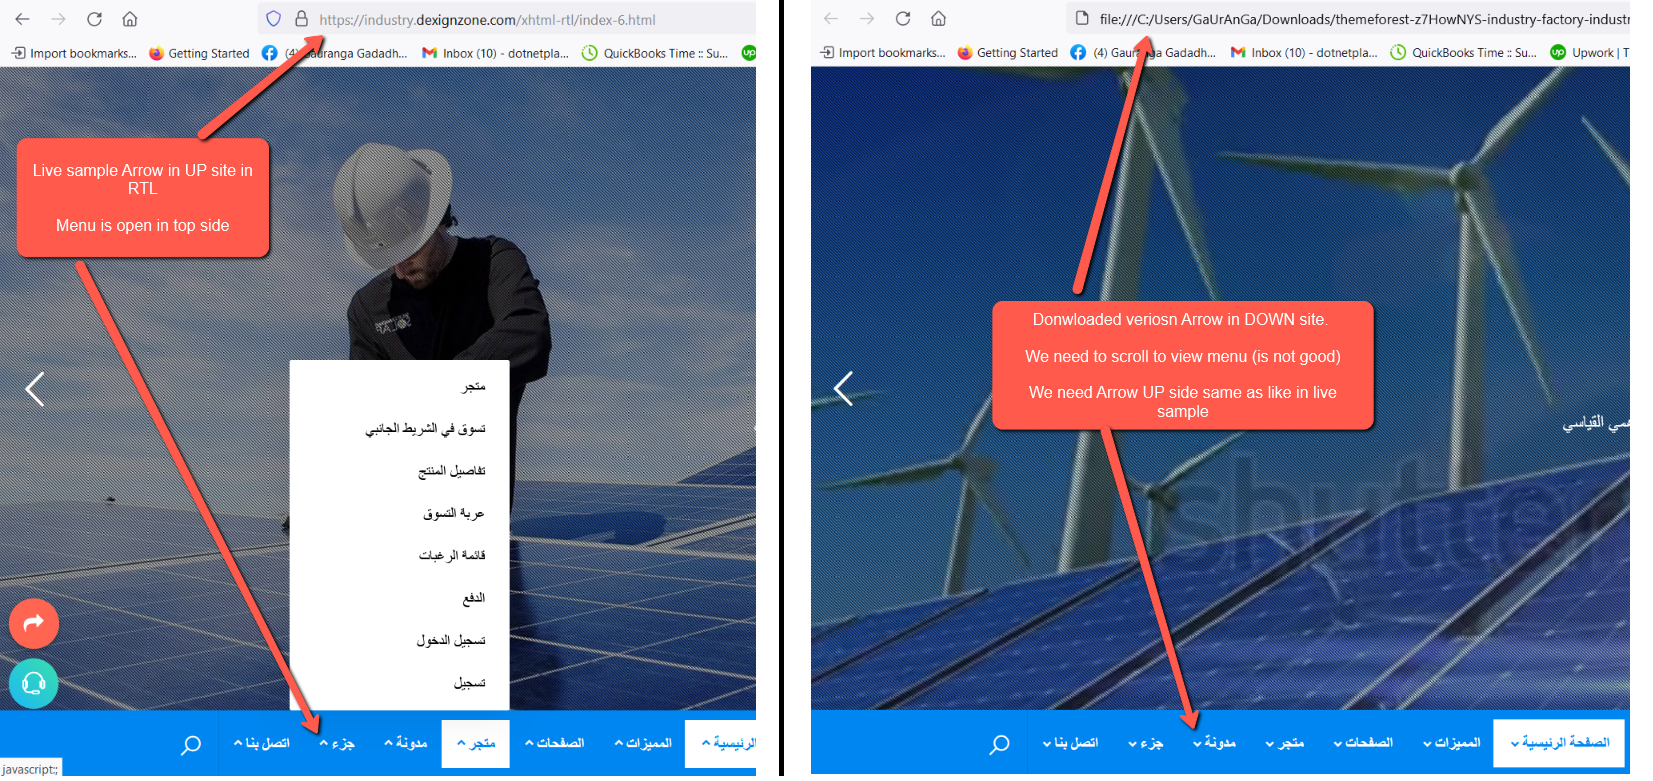 https://industry.dexignzone.com/xhtml-rtl/index-6.html
Import bookmarks...
Getting Started
(4) Gauranga Gadadh...
Inbox (10) - dotnetpla...
QuickBooks Time :: Su...
up
Live sample Arrow in UP site in
RTL
Menu is open in top side
SOLAR
متجر
تسوق في الشريط الجانبي
تفاصيل المنتج
عربة التسوق
قائمة الرغبات
الدفع
تسجيل الدخول
تسجيل
الرئيسية
المميزات
الصفحات
متجر
مدونة
جزء
اتصل بنا
javascript:;
file:///C:/Users/GaUrAnGa/Downloads/themeforest-z7HowNYS-industry-factory-industr
Import bookmarks...
Getting Started
(4) Gauranga Gadadh...
Inbox (10) - dotnetpla...
QuickBooks Time :: Su...
up
Upwork | T
Donwloaded veriosn Arrow in DOWN site.
We need to scroll to view menu (is not good)
We need Arrow UP side same as like in live
sample
همي القياسي
shutter
الصفحة الرئيسية
المميزات
الصفحات
متجر
مدونة
جزء
اتصل بنا